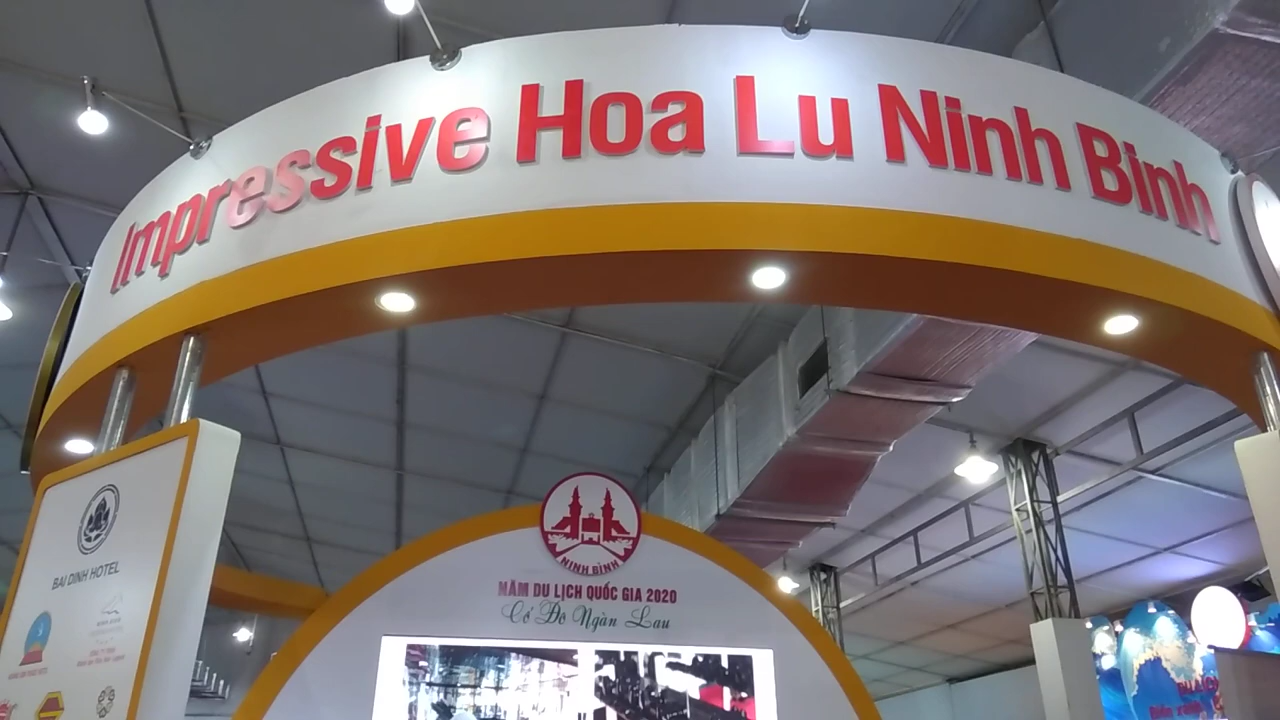 Impressive Hoa Lu Ninh Binh
BAI DINH HOTEL
NINH BÌNH
NĂM DU LỊCH QUỐC GIA 2020
Cố Đô Ngàn Lau